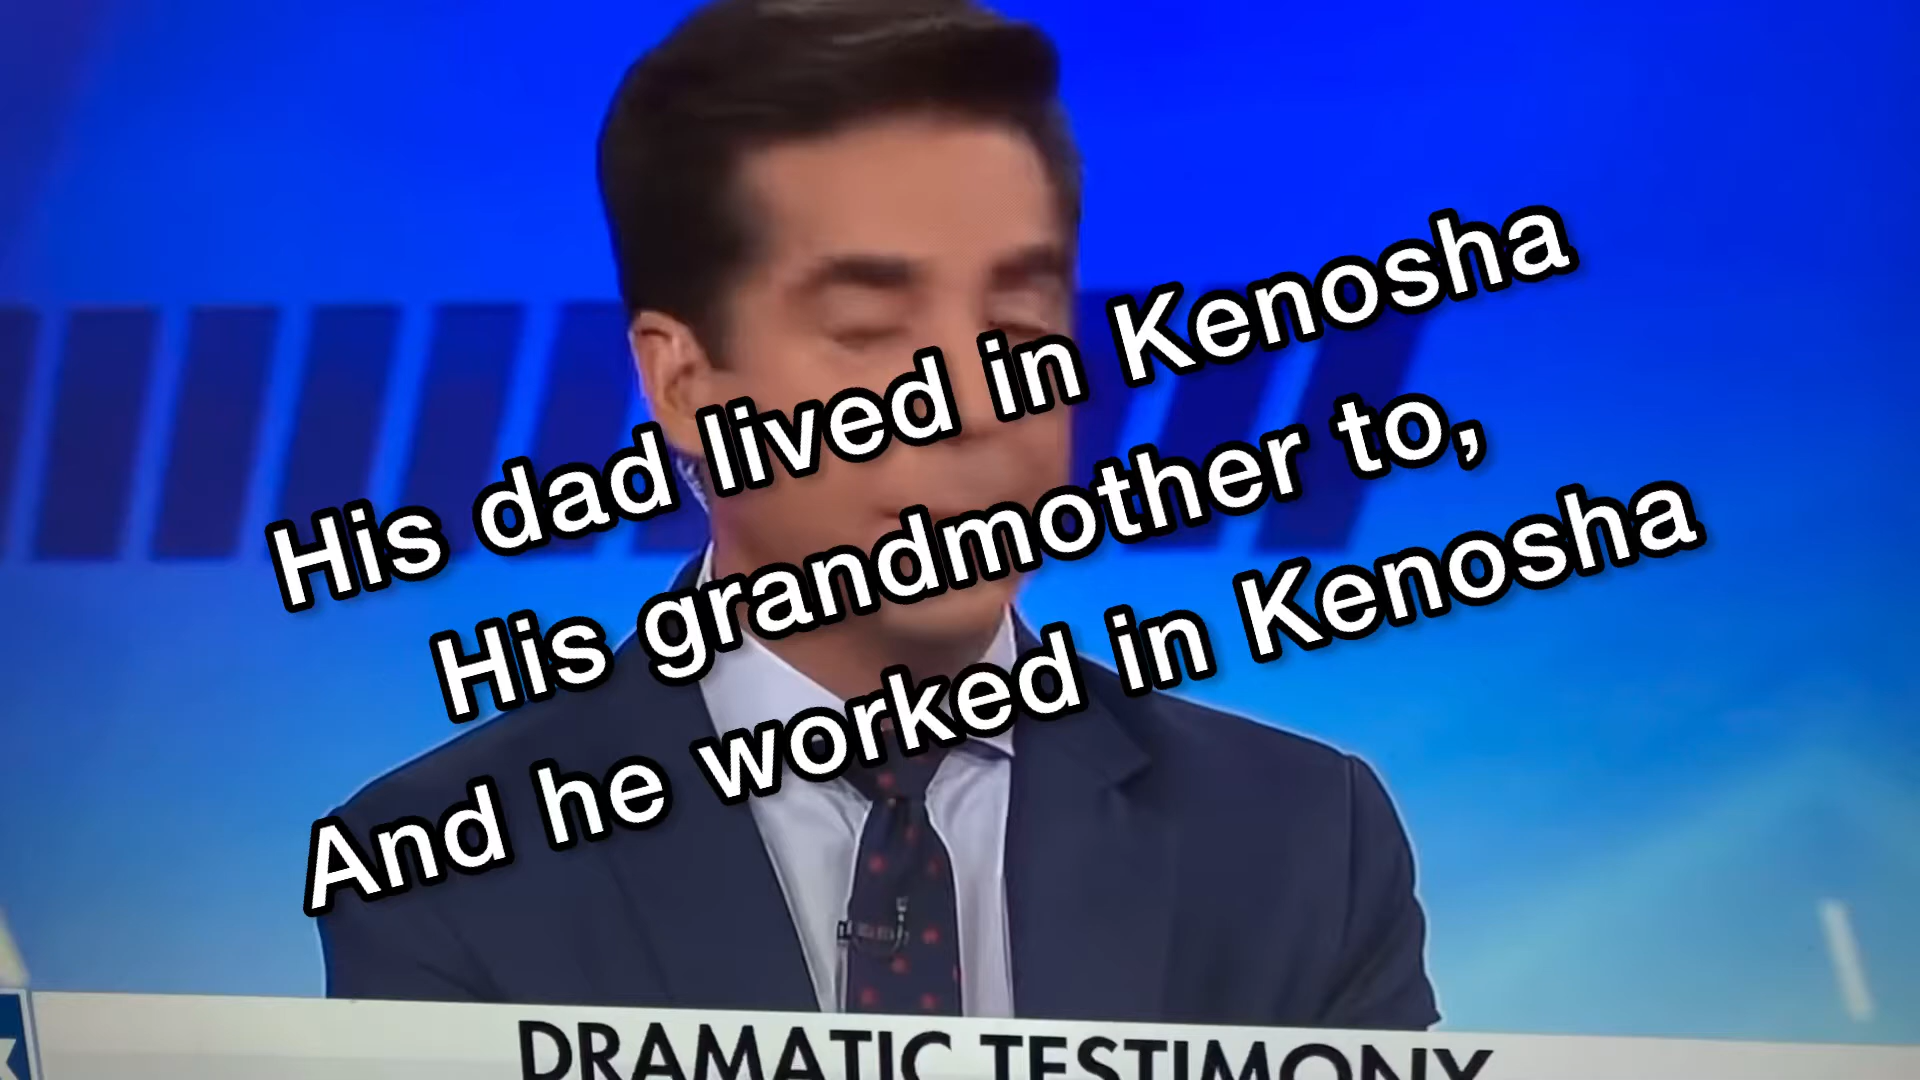 His dad lived in Kenosha
His grandmother to,
And he worked in Kenosha
DRAMATIC TESTIMONY